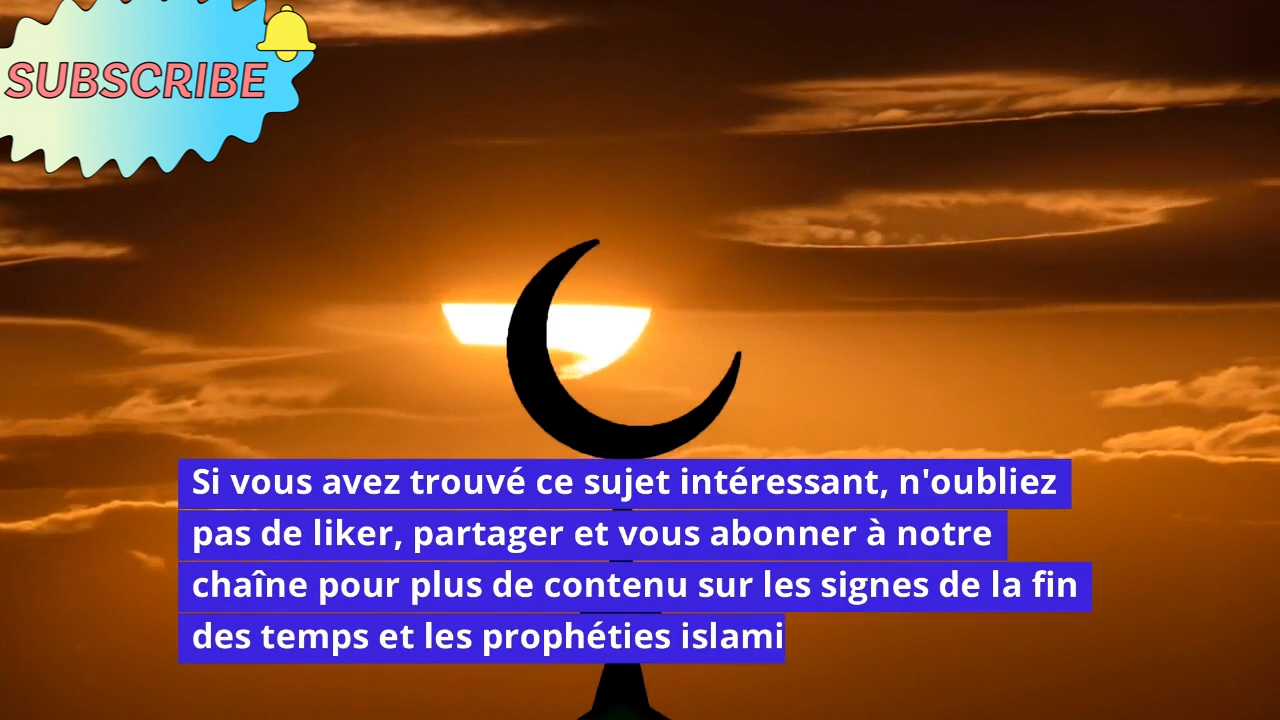 SUBSCRIBE
Si vous avez trouvé ce sujet intéressant, n'oubliez
pas de liker, partager et vous abonner à notre
chaîne pour plus de contenu sur les signes de la fin
des temps et les prophéties islami